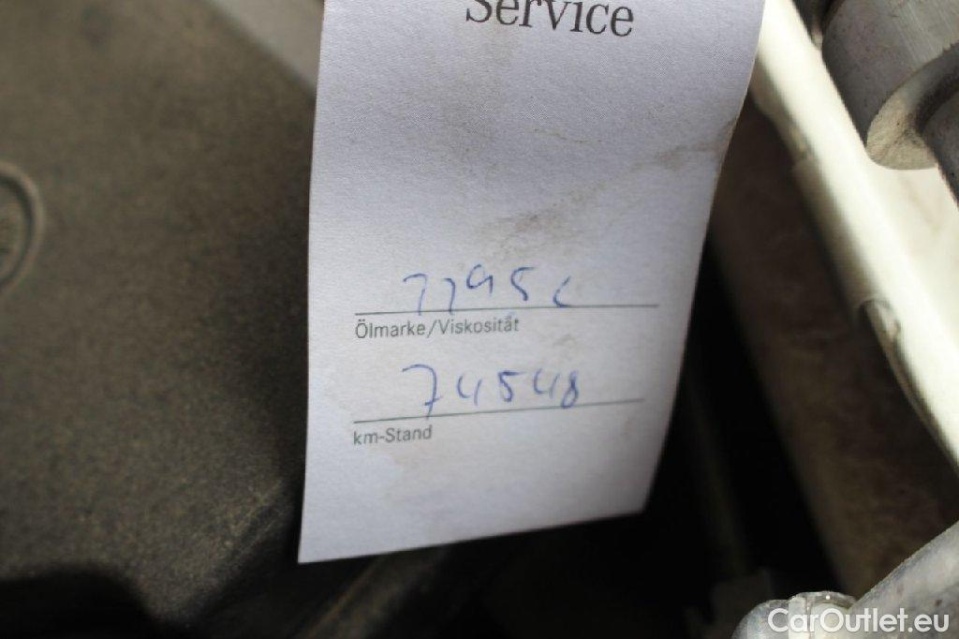 Service
Ölmarke/Viskosität
74548
km-Stand
CarOutlet.eu